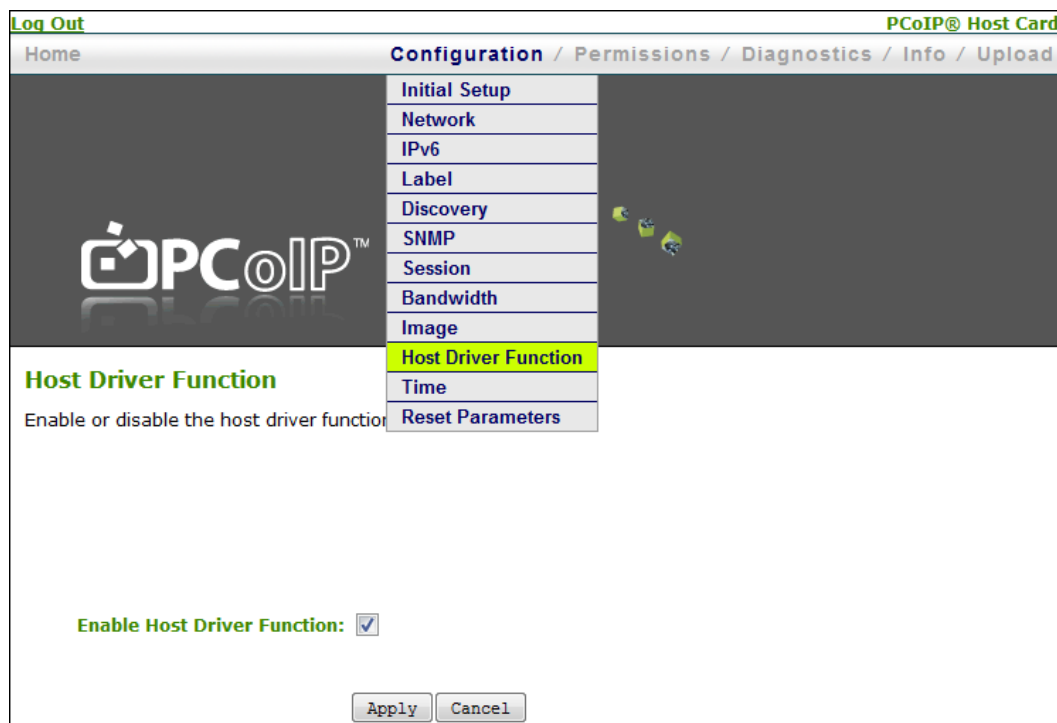 Log Out PCoIP® Host Card
Home Configuration / Permissions / Diagnostics / Info / Upload
Initial Setup
Network
IPv6
Label
Discovery
SNMP
Session
Bandwidth
Image
Host Driver Function
Time
Reset Parameters
PCoIP™
Host Driver Function
Enable or disable the host driver function
Enable Host Driver Function:
Apply Cancel